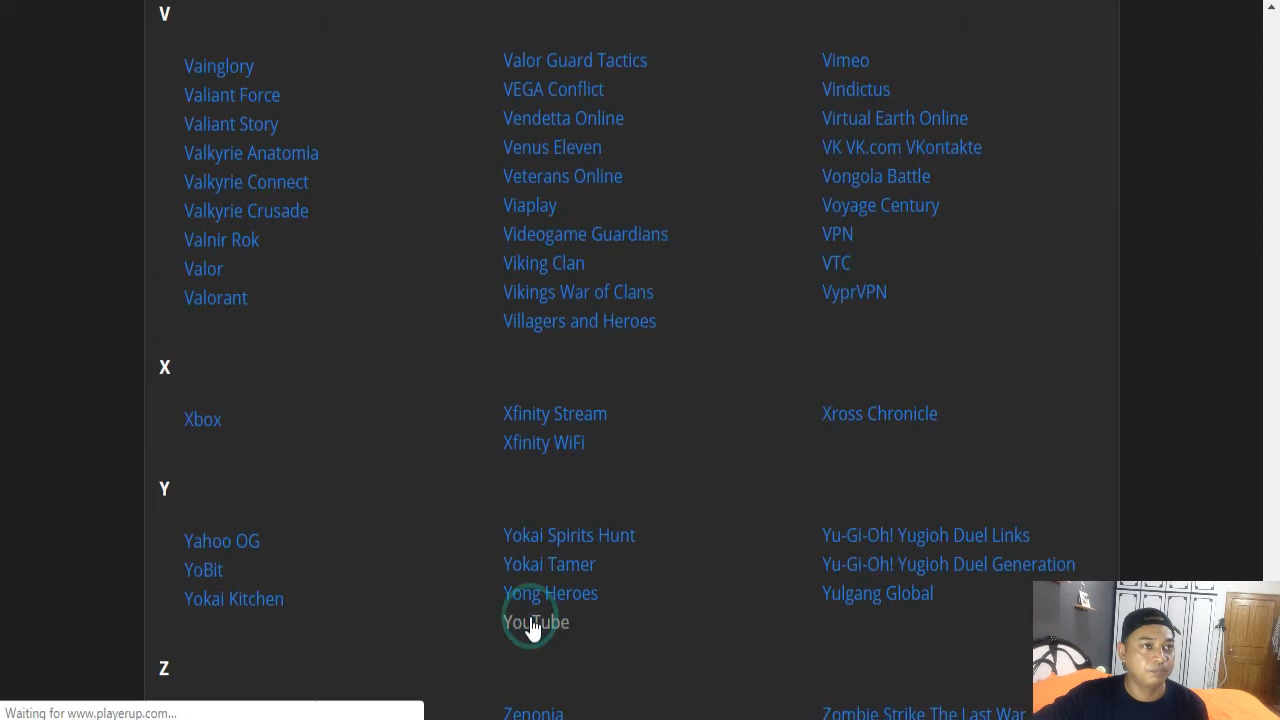 V
Vainglory
Valiant Force
Valiant Story
Valkyrie Anatomia
Valkyrie Connect
Valkyrie Crusade
Valnir Rok
Valor
Valorant
Valor Guard Tactics
VEGA Conflict
Vendetta Online
Venus Eleven
Veterans Online
Viaplay
Videogame Guardians
Viking Clan
Vikings War of Clans
Villagers and Heroes
Vimeo
Vindictus
Virtual Earth Online
VK VK.com VKontakte
Vongola Battle
Voyage Century
VPN
VTC
VyprVPN
X
Xbox
Xfinity Stream
Xfinity WiFi
Xross Chronicle
Y
Yahoo OG
YoBit
Yokai Kitchen
Yokai Spirits Hunt
Yokai Tamer
Yong Heroes
YouTube
Yu-Gi-Oh! Yugioh Duel Links
Yu-Gi-Oh! Yugioh Duel Generation
Yulgang Global
Z
Zenonia
Zombie Strike The Last War
Waiting for www.playerup.com...